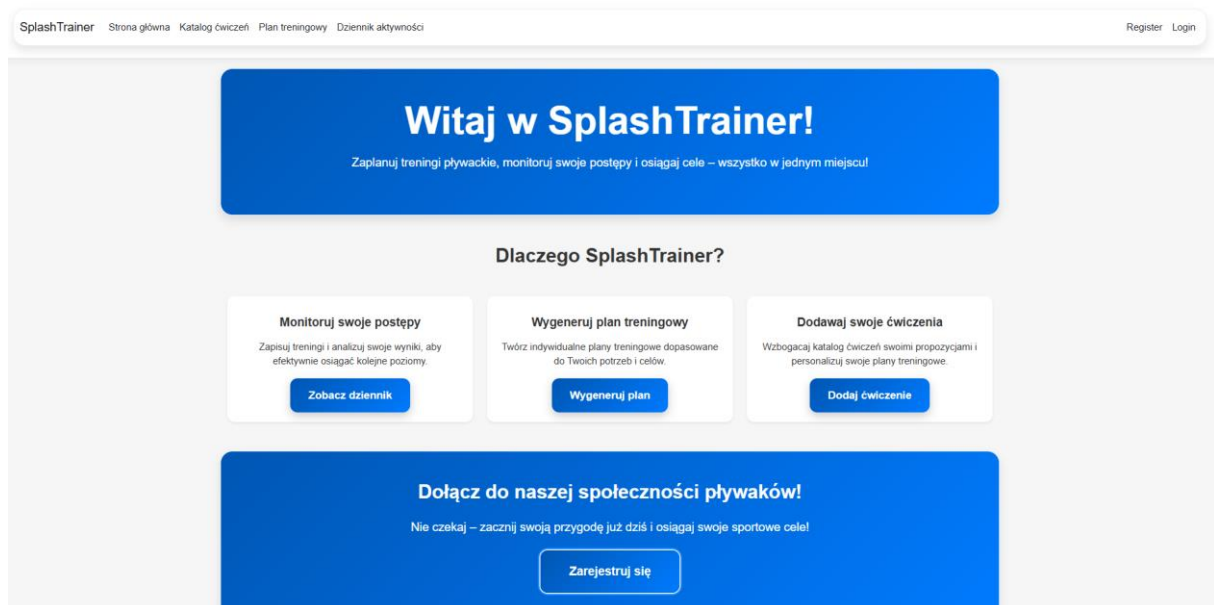 SplashTrainer Strona główna Katalog ćwiczeń Plan treningowy Dziennik aktywności Register Login
Witaj w SplashTrainer!
Zaplanuj treningi pływackie, monitoruj swoje postępy i osiągaj cele – wszystko w jednym miejscu!
Dlaczego SplashTrainer?
Monitoruj swoje postępy
Zapisuj treningi i analizuj swoje wyniki, aby
efektywnie osiągać kolejne poziomy.
Zobacz dziennik
Wygeneruj plan treningowy
Twórz indywidualne plany treningowe dopasowane
do Twoich potrzeb i celów.
Wygeneruj plan
Dodawaj swoje ćwiczenia
Wzbogacaj katalog ćwiczeń swoimi propozycjami i
personalizuj swoje plany treningowe.
Dodaj ćwiczenie
Dołącz do naszej społeczności pływaków!
Nie czekaj – zacznij swoją przygodę już dziś i osiągaj swoje sportowe cele!
Zarejestruj się